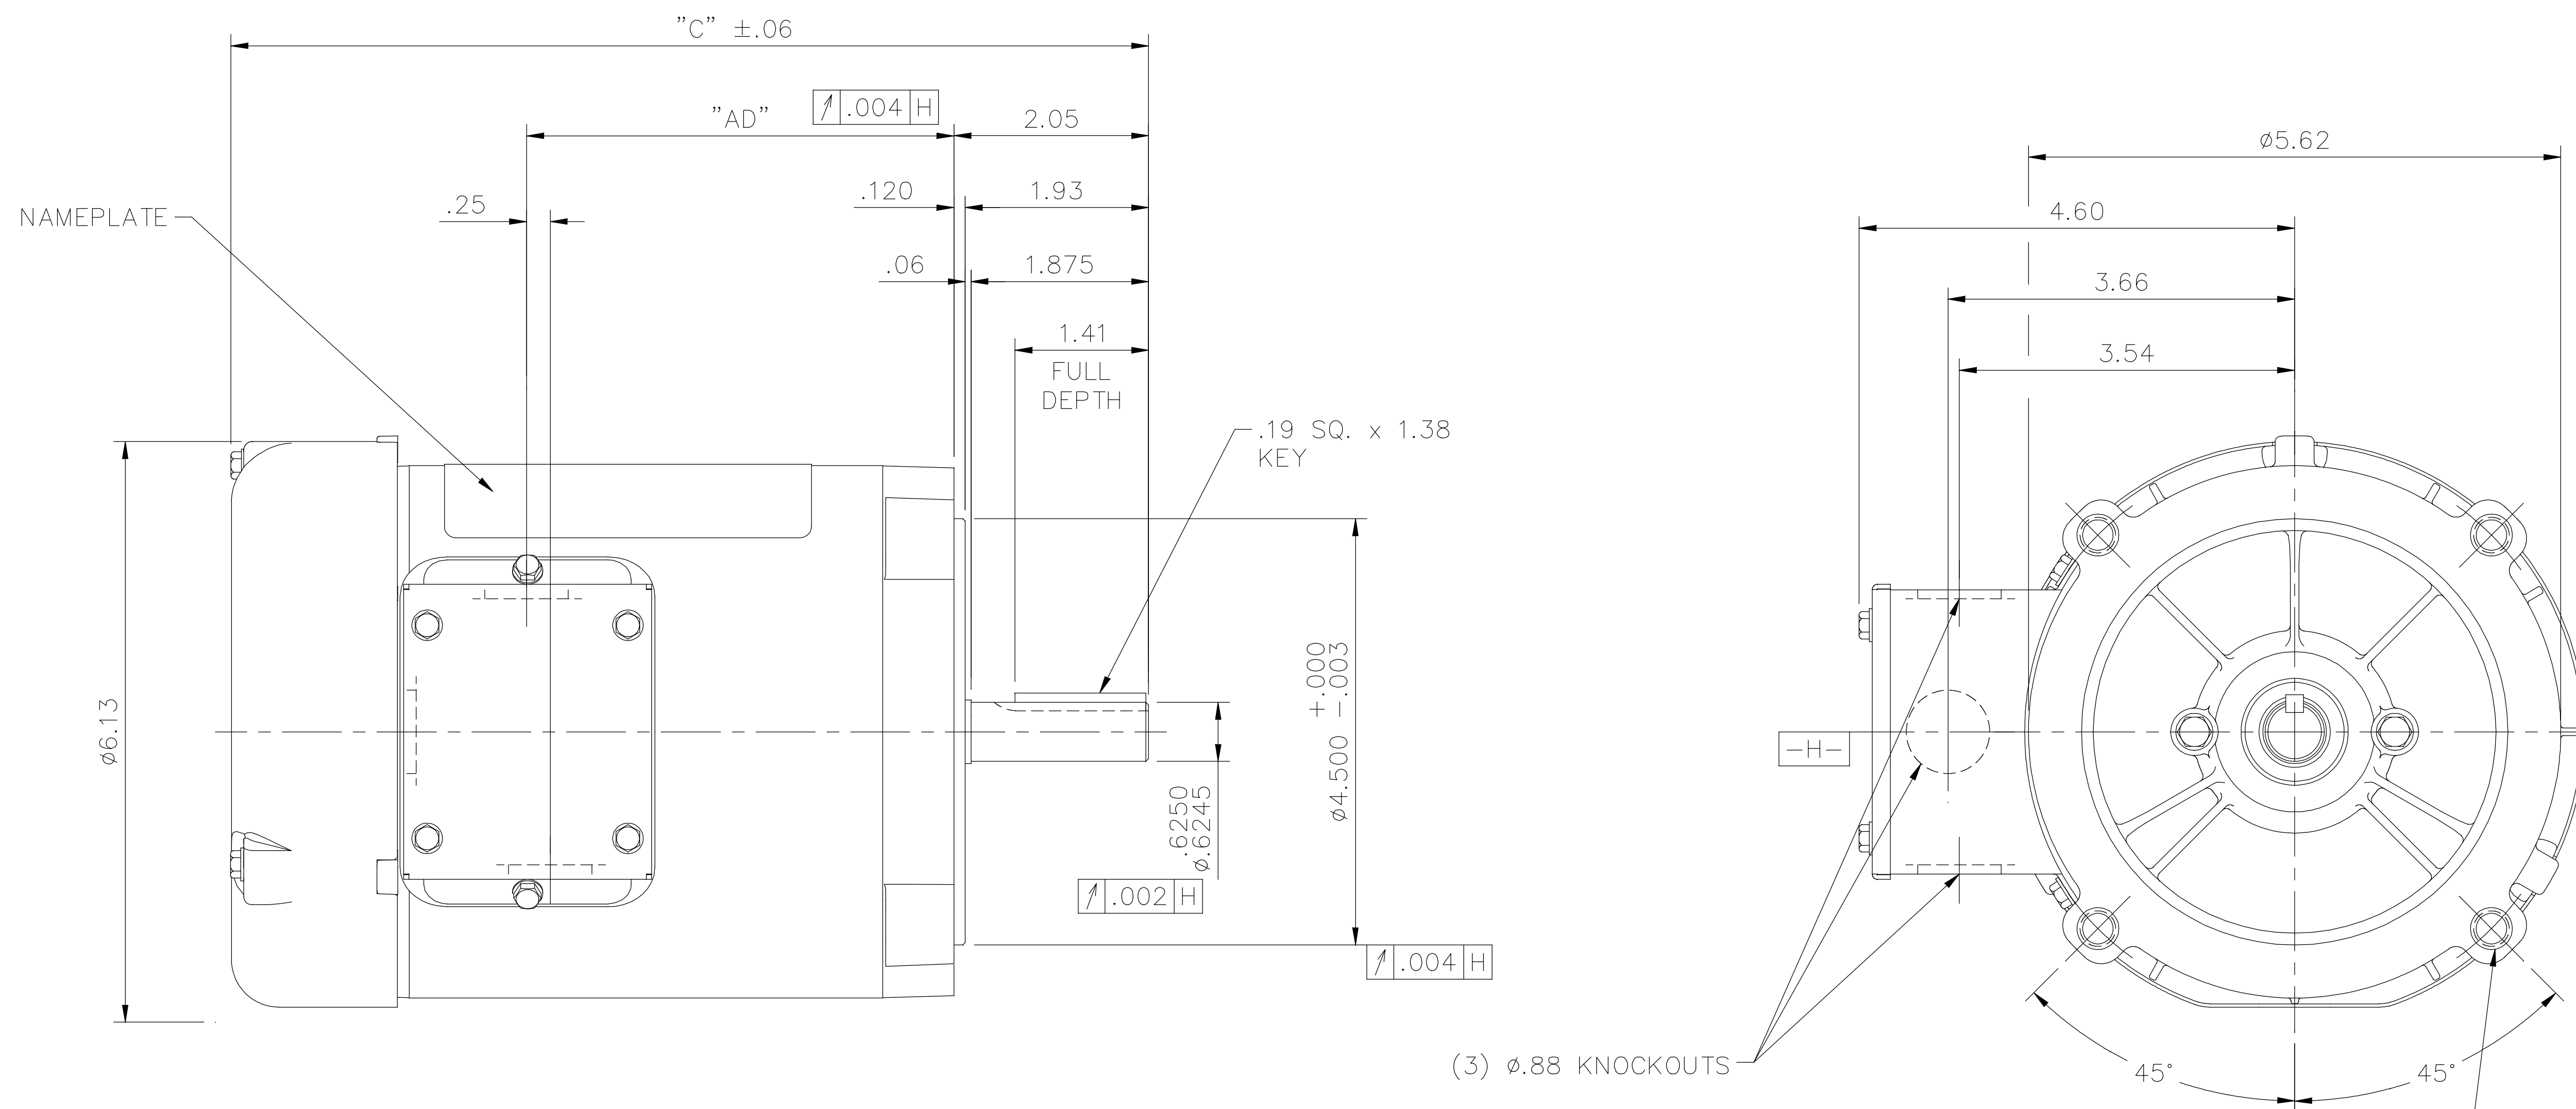 "C" ±.06
"AD"
.004 H
2.05
.120
1.93
.25
NAMEPLATE
.06
1.875
1.41
FULL
DEPTH
.19 SQ. x 1.38
KEY
ø6.13
.6250
ø.6245
.002 H
ø4.500 +.000
-.003
.004 H
ø5.62
4.60
3.66
3.54
-H-
(3) ø.88 KNOCKOUTS
45°
45°